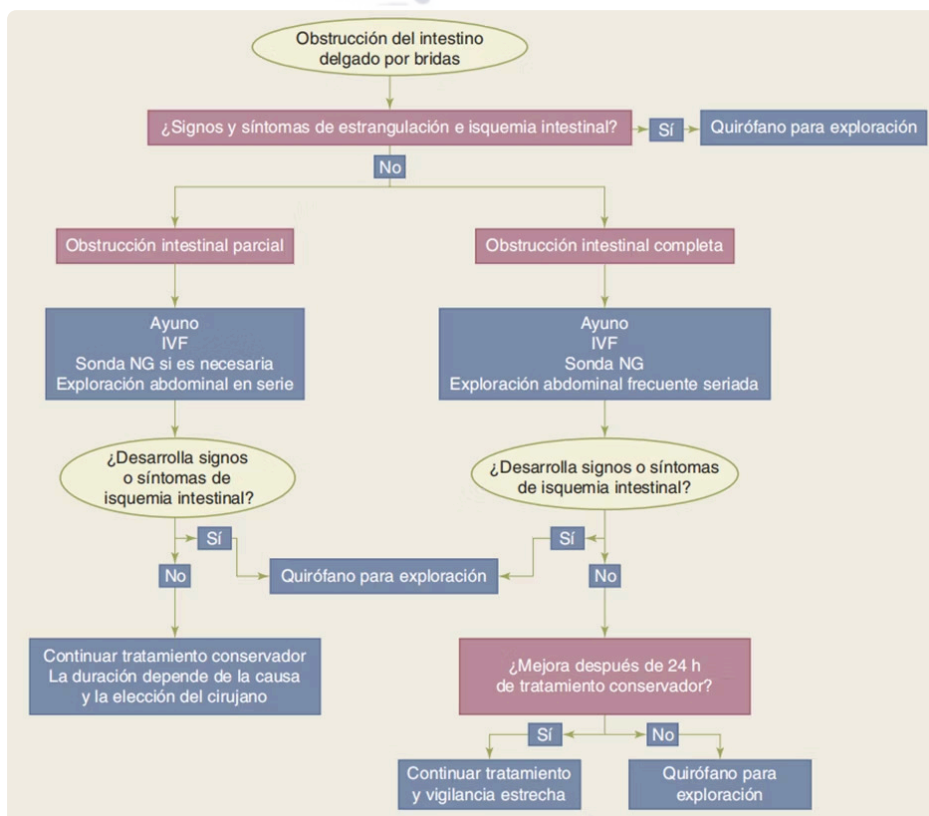 Obstrucción del intestino
delgado por bridas
¿Signos y síntomas de estrangulación e isquemia intestinal?
Sí
Quirófano para exploración
No
Obstrucción intestinal parcial
Obstrucción intestinal completa
Ayuno
IVF
Sonda NG si es necesaria
Exploración abdominal en serie
Ayuno
IVF
Sonda NG
Exploración abdominal frecuente seriada
¿Desarrolla signos
o síntomas de
isquemia intestinal?
¿Desarrolla signos o síntomas
de isquemia intestinal?
Sí
Sí
No
Quirófano para exploración
No
Continuar tratamiento conservador
La duración depende de la causa
y la elección del cirujano
¿Mejora después de 24 h
de tratamiento conservador?
Sí
No
Continuar tratamiento
y vigilancia estrecha
Quirófano para
exploración